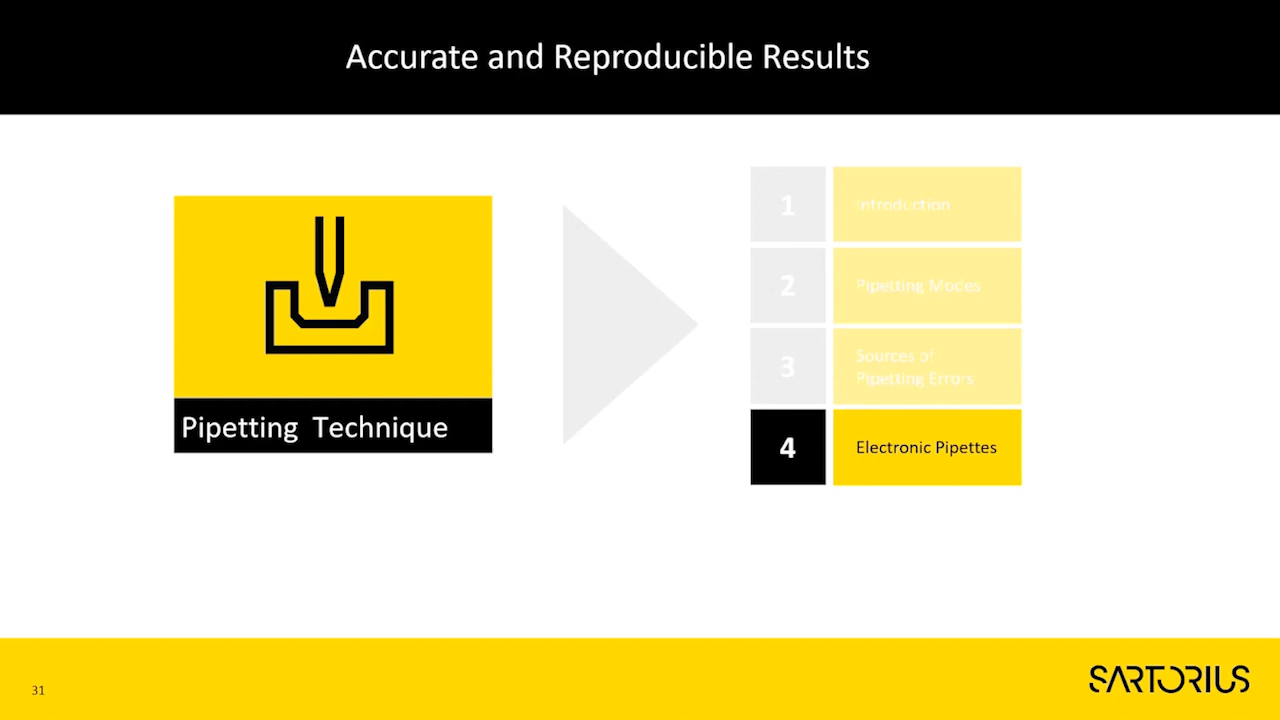 Accurate and Reproducible Results
Pipetting Technique
1
Introduction
2
Pipetting Modes
3
Sources of
Pipetting Errors
4
Electronic Pipettes
31
SARTORIUS